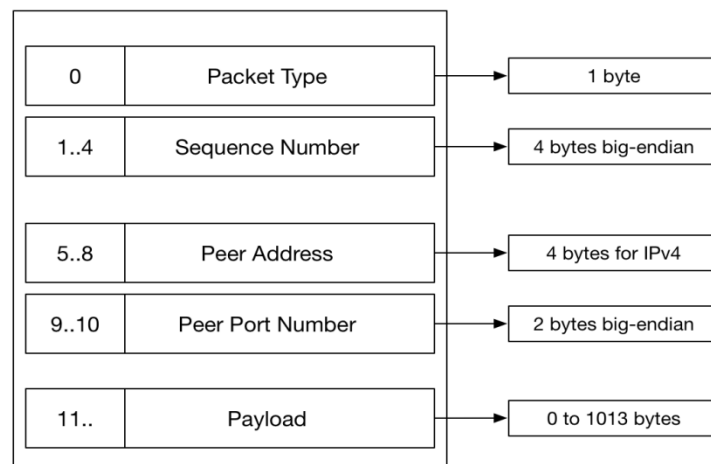 0 Packet Type 1 byte
1..4 Sequence Number 4 bytes big-endian
5..8 Peer Address 4 bytes for IPv4
9..10 Peer Port Number 2 bytes big-endian
11.. Payload 0 to 1013 bytes